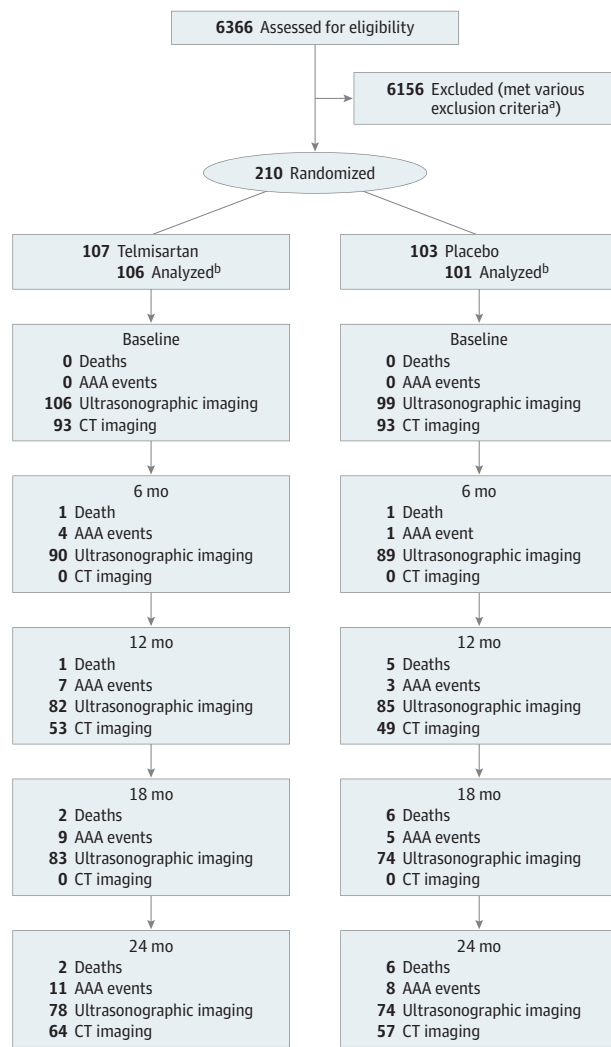 6366 Assessed for eligibility
6156 Excluded (met various
exclusion criteriaᵃ)
210 Randomized
107 Telmisartan
106 Analyzedᵇ
103 Placebo
101 Analyzedᵇ
Baseline
0 Deaths
0 AAA events
106 Ultrasonographic imaging
93 CT imaging
Baseline
0 Deaths
0 AAA events
99 Ultrasonographic imaging
93 CT imaging
6 mo
1 Death
4 AAA events
90 Ultrasonographic imaging
0 CT imaging
6 mo
1 Death
1 AAA event
89 Ultrasonographic imaging
0 CT imaging
12 mo
1 Death
7 AAA events
82 Ultrasonographic imaging
53 CT imaging
12 mo
5 Deaths
3 AAA events
85 Ultrasonographic imaging
49 CT imaging
18 mo
2 Deaths
9 AAA events
83 Ultrasonographic imaging
0 CT imaging
18 mo
6 Deaths
5 AAA events
74 Ultrasonographic imaging
0 CT imaging
24 mo
2 Deaths
11 AAA events
78 Ultrasonographic imaging
64 CT imaging
24 mo
6 Deaths
8 AAA events
74 Ultrasonographic imaging
57 CT imaging